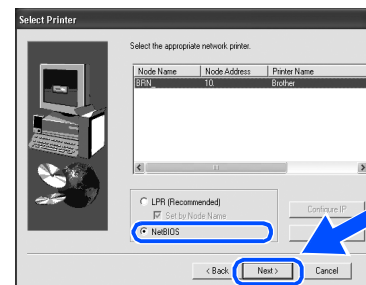 Select Printer
Select the appropriate network printer.
Node Name Node Address Printer Name
BRN_ 10. Brother
LPR (Recommended)
Set by Node Name
NetBIOS
Configure IP
< Back Next > Cancel